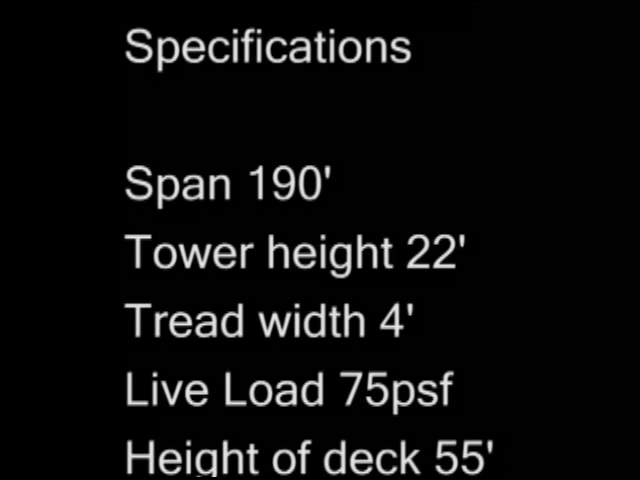 Specifications
Span 190'
Tower height 22'
Tread width 4'
Live Load 75psf
Height of deck 55'